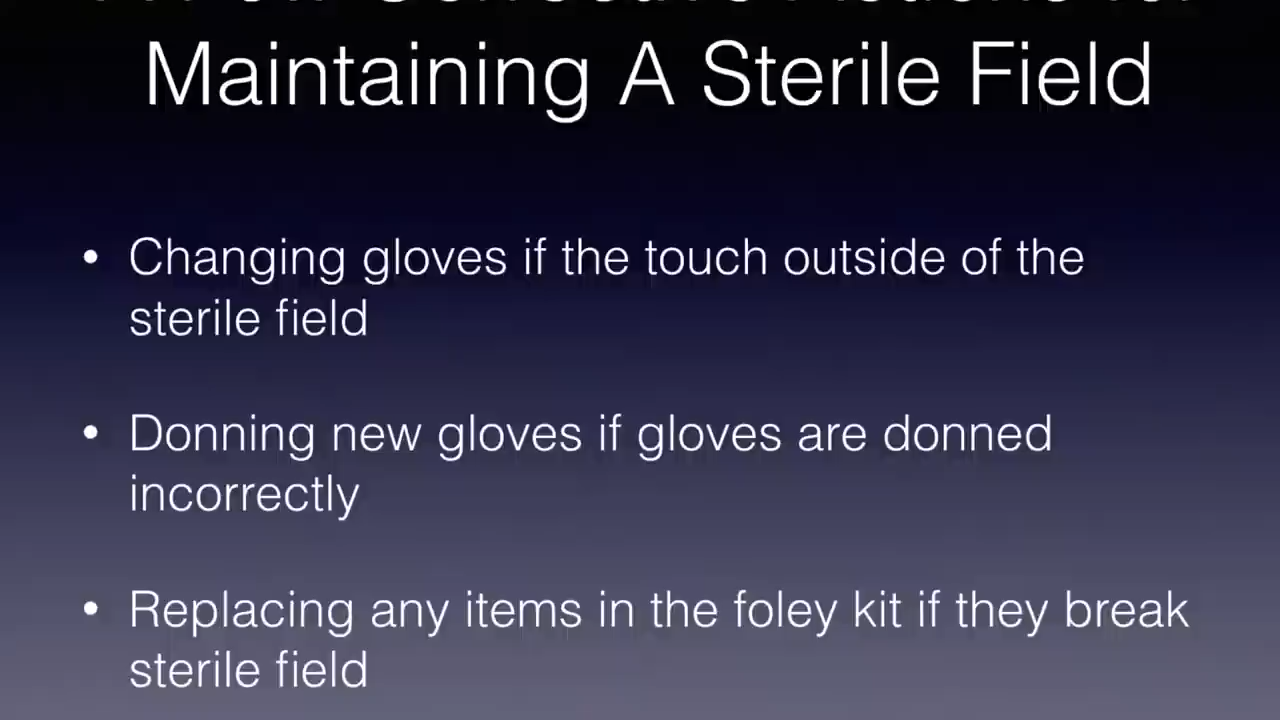 Maintaining A Sterile Field
• Changing gloves if the touch outside of the
sterile field
• Donning new gloves if gloves are donned
incorrectly
• Replacing any items in the foley kit if they break
sterile field